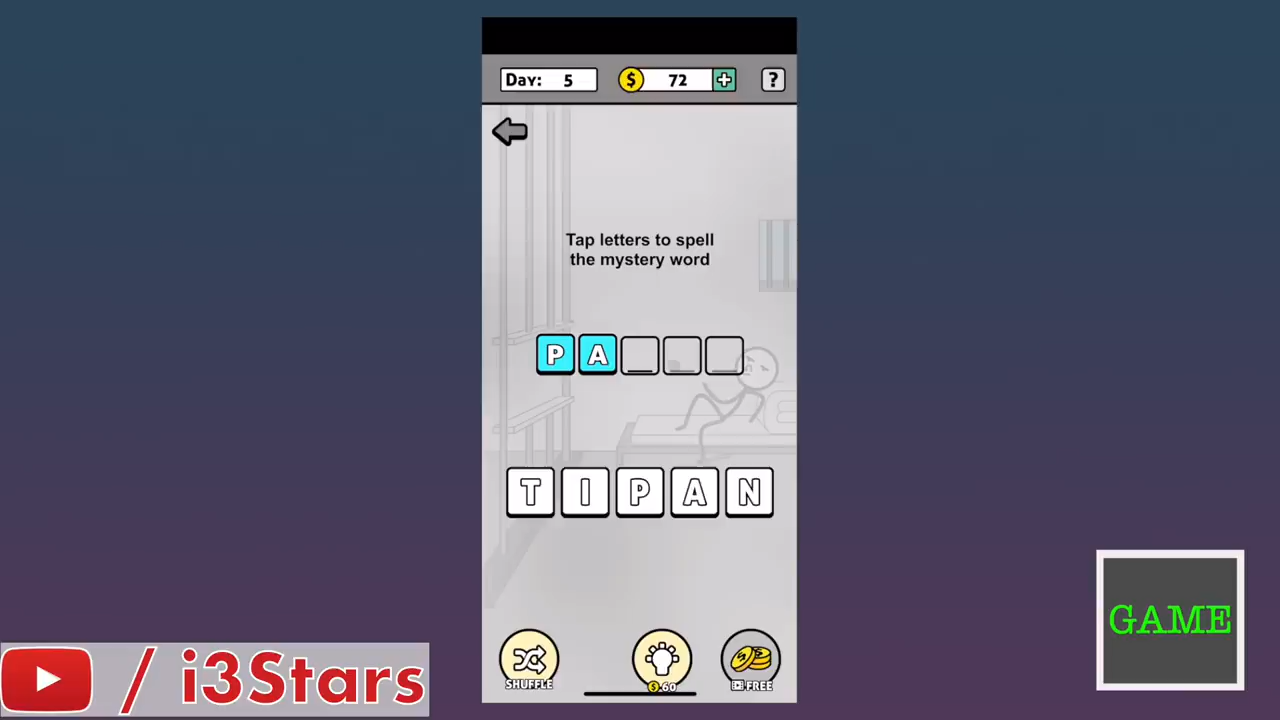 Day: 5
$ 72
?
Tap letters to spell
the mystery word
P A
T I P A N
SHUFFLE
$ 60
FREE
/ i3Stars
GAME